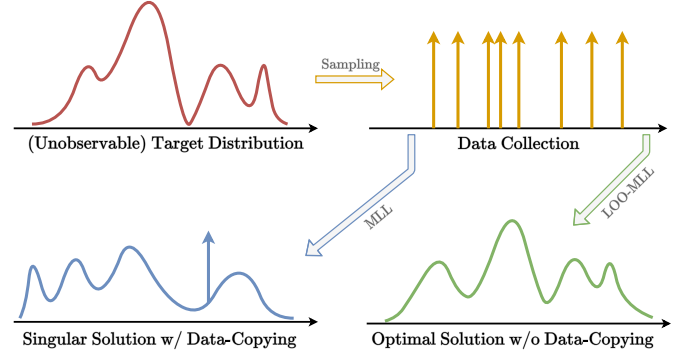 Sampling
(Unobservable) Target Distribution
Data Collection
MLL
LOO-MLL
Singular Solution w/ Data-Copying
Optimal Solution w/o Data-Copying